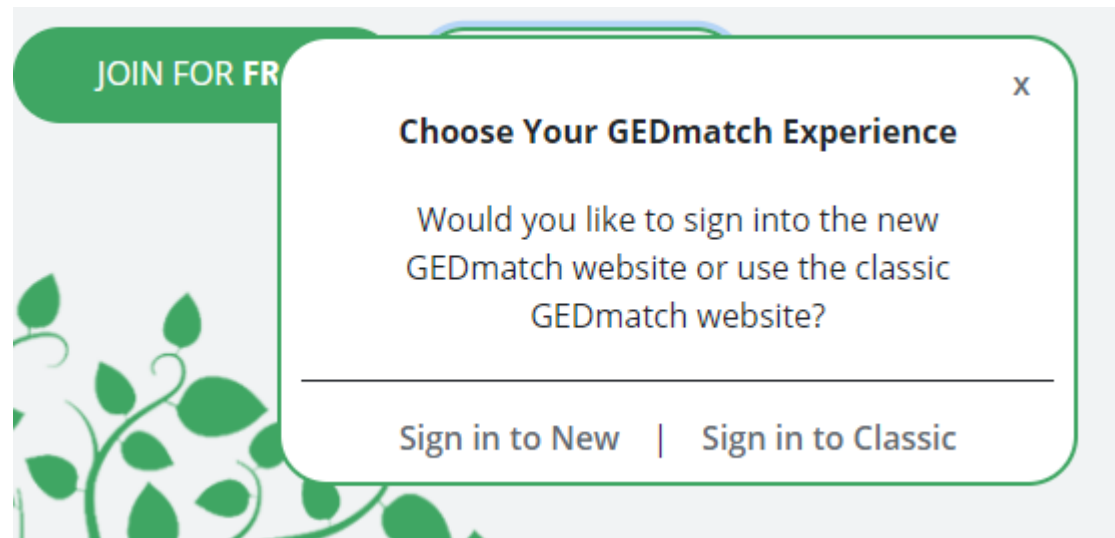 JOIN FOR
x
Choose Your GEDmatch Experience
Would you like to sign into the new
GEDmatch website or use the classic
GEDmatch website?
Sign in to New | Sign in to Classic